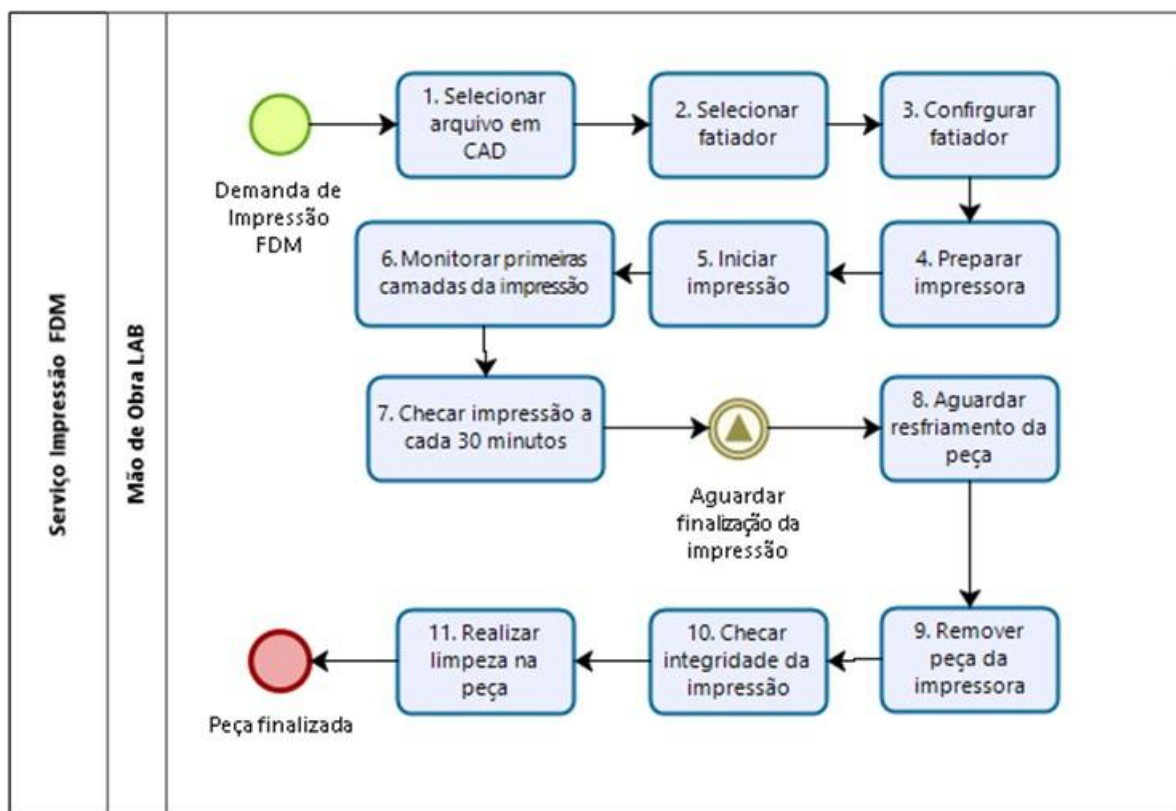 Serviço Impressão FDM
Mão de Obra LAB
Demanda de
Impressão
FDM
1. Selecionar
arquivo em
CAD
2. Selecionar
fatiador
3. Confirgurar
fatiador
4. Preparar
impressora
5. Iniciar
impressão
6. Monitorar primeiras
camadas da impressão
7. Checar impressão a
cada 30 minutos
Aguardar
finalização da
impressão
8. Aguardar
resfriamento da
peça
9. Remover
peça da
impressora
10. Checar
integridade da
impressão
11. Realizar
limpeza na
peça
Peça finalizada